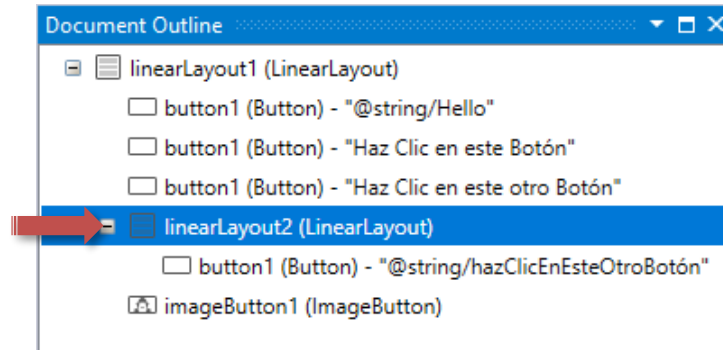 Document Outline
linearLayout1 (LinearLayout)
button1 (Button) - "@string/Hello"
button1 (Button) - "Haz Clic en este Botón"
button1 (Button) - "Haz Clic en este otro Botón"
linearLayout2 (LinearLayout)
button1 (Button) - "@string/hazClicEnEsteOtroBotón"
imageButton1 (ImageButton)